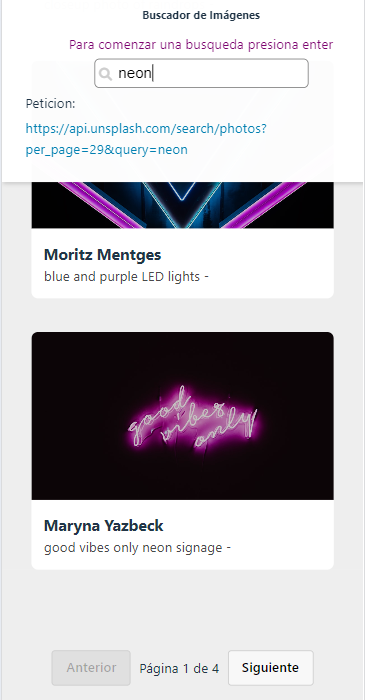 Buscador de Imágenes
Para comenzar una busqueda presiona enter
neon
Peticion:
https://api.unsplash.com/search/photos?
per_page=29&query=neon
Moritz Mentges
blue and purple LED lights -
good
vibes
only
Maryna Yazbeck
good vibes only neon signage -
Anterior Página 1 de 4 Siguiente